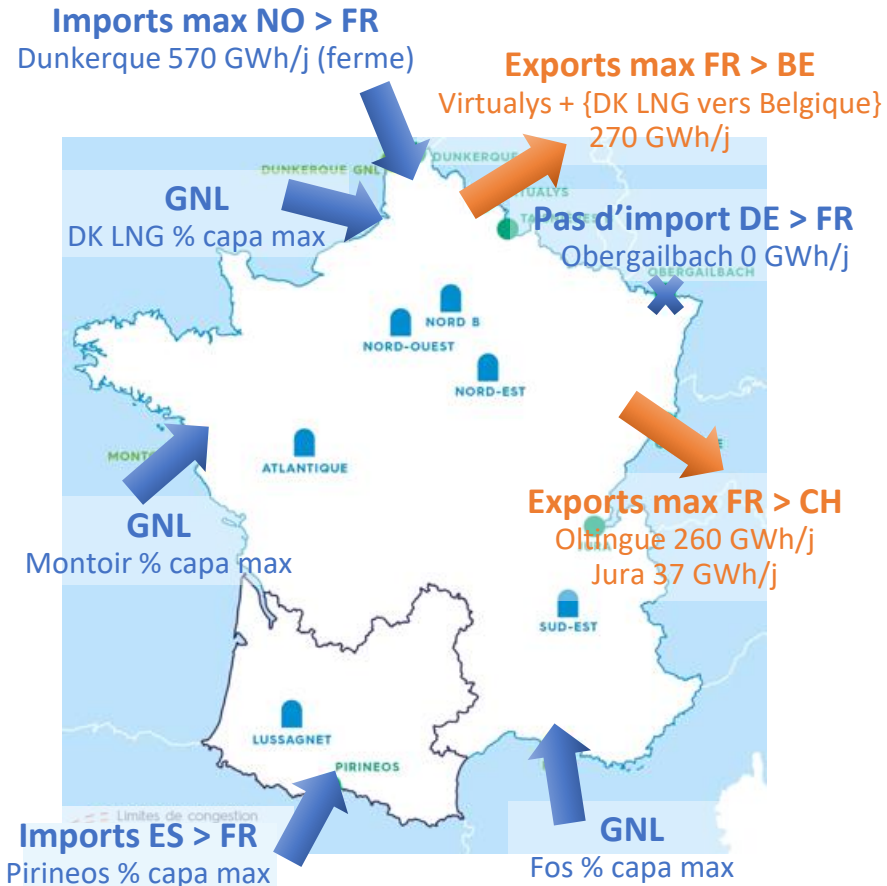 Imports max NO > FR
Dunkerque 570 GWh/j (ferme)
Exports max FR > BE
Virtualys + {DK LNG vers Belgique}
270 GWh/j
DUNKERQUE
DUNKERQUE GNL
GNL
DK LNG % capa max
Pas d’import DE > FR
Obergailbach 0 GWh/j
OBERGAILBACH
NORD B
NORD-OUEST
NORD-EST
ATLANTIQUE
GNL
Montoir % capa max
Exports max FR > CH
Oltingue 260 GWh/j
JURA
Jura 37 GWh/j
SUD-EST
LUSSAGNET
PIRINEOS
Limites de congestion
Imports ES > FR
Pirineos % capa max
GNL
Fos % capa max